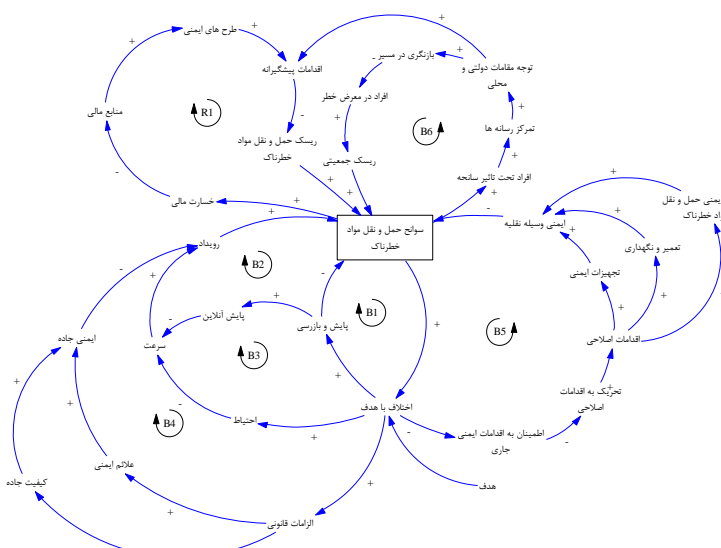 طرح های ایمنی
بازنگری در مسیر
توجه مقامات دولتی و
محلی
اقدامات پیشگیرانه
افراد در معرض خطر
منابع مالی
R1
B6
تمرکز رسانه ها
ریسک حمل و نقل مواد
خطرناک
ریسک جمعیتی
افراد تحت تاثیر سانحه
خسارت مالی
ایمنی وسیله نقلیه
ایمنی حمل و نقل
سوانح حمل و نقل مواد
خطرناک
رویداد
تعمیر و نگهداری
B2
تجهیزات ایمنی
پایش آنلاین
پایش و بازرسی
B1
B5
ایمنی جاده
سرعت
B3
اقدامات اصلاحی
تحریک به اقدامات
اصلاحی
اختلاف با هدف
احتیاط
B4
اطمینان به اقدامات ایمنی
جاری
علائم ایمنی
کیفیت جاده
هدف
الزامات قانونی